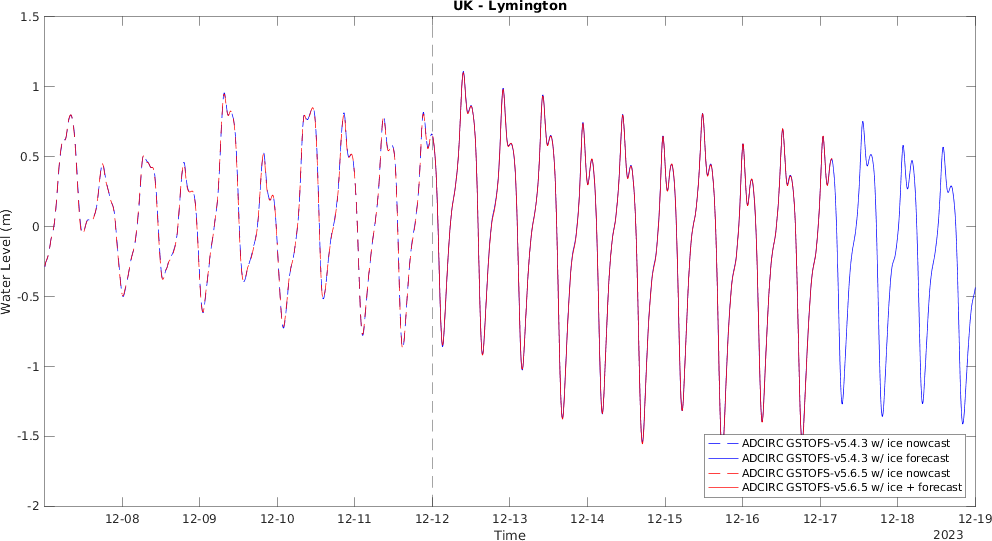 UK - Lymington
1.5
1
0.5
0
-0.5
-1
-1.5
-2
Water Level (m)
12-08 12-09 12-10 12-11 12-12 12-13 12-14 12-15 12-16 12-17 12-18 12-19
Time
2023
ADCIRC GSTOFS-v5.4.3 w/ ice nowcast
ADCIRC GSTOFS-v5.4.3 w/ ice forecast
ADCIRC GSTOFS-v5.6.5 w/ ice nowcast
ADCIRC GSTOFS-v5.6.5 w/ ice + forecast